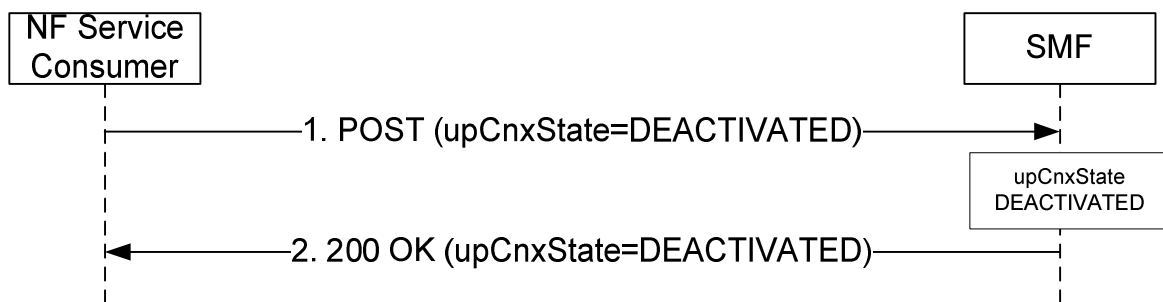 NF Service
Consumer
SMF
1. POST (upCnxState=DEACTIVATED)
upCnxState
DEACTIVATED
2. 200 OK (upCnxState=DEACTIVATED)